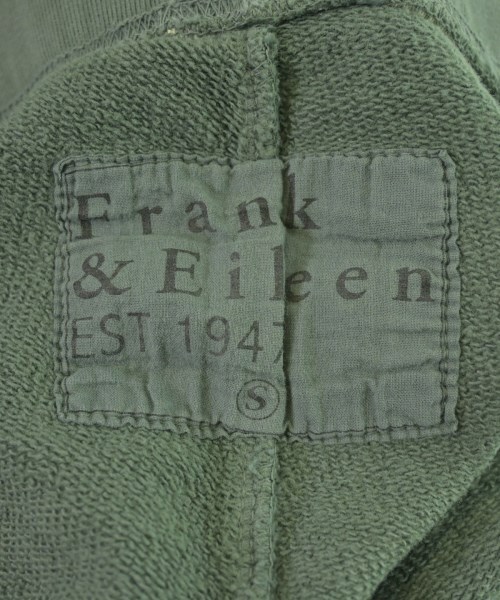 Frank
& Eileen
EST 1947
S